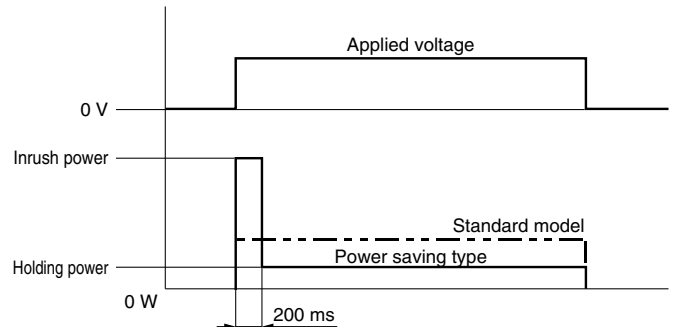 Applied voltage
0 V
Inrush power
Standard model
Holding power
Power saving type
0 W
200 ms